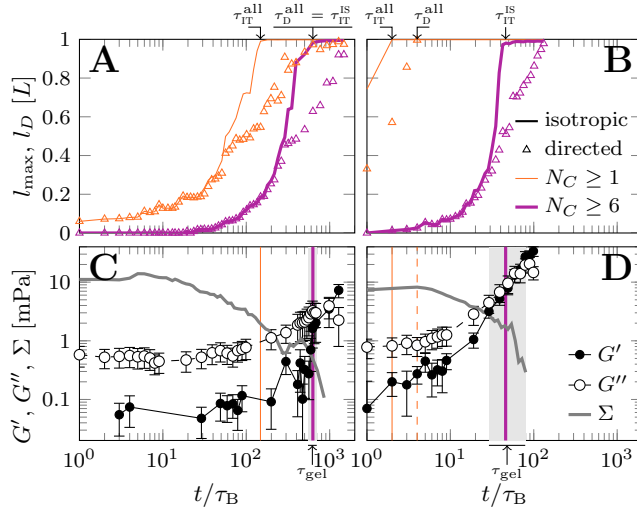 τ_IT^all τ_D^all = τ_IT^IS τ_IT^all τ_D^all τ_IT^IS
1
0.8
0.6
0.4
0.2
0
l_max, l_D [L]
A
B
isotropic
directed
N_C ≥ 1
N_C ≥ 6
10
1
0.1
G′, G′′, Σ [mPa]
C
D
G′
G′′
Σ
10^0 10^1 10^2 10^3 10^0 10^1 10^2
τ_gel τ_gel
t/τ_B t/τ_B